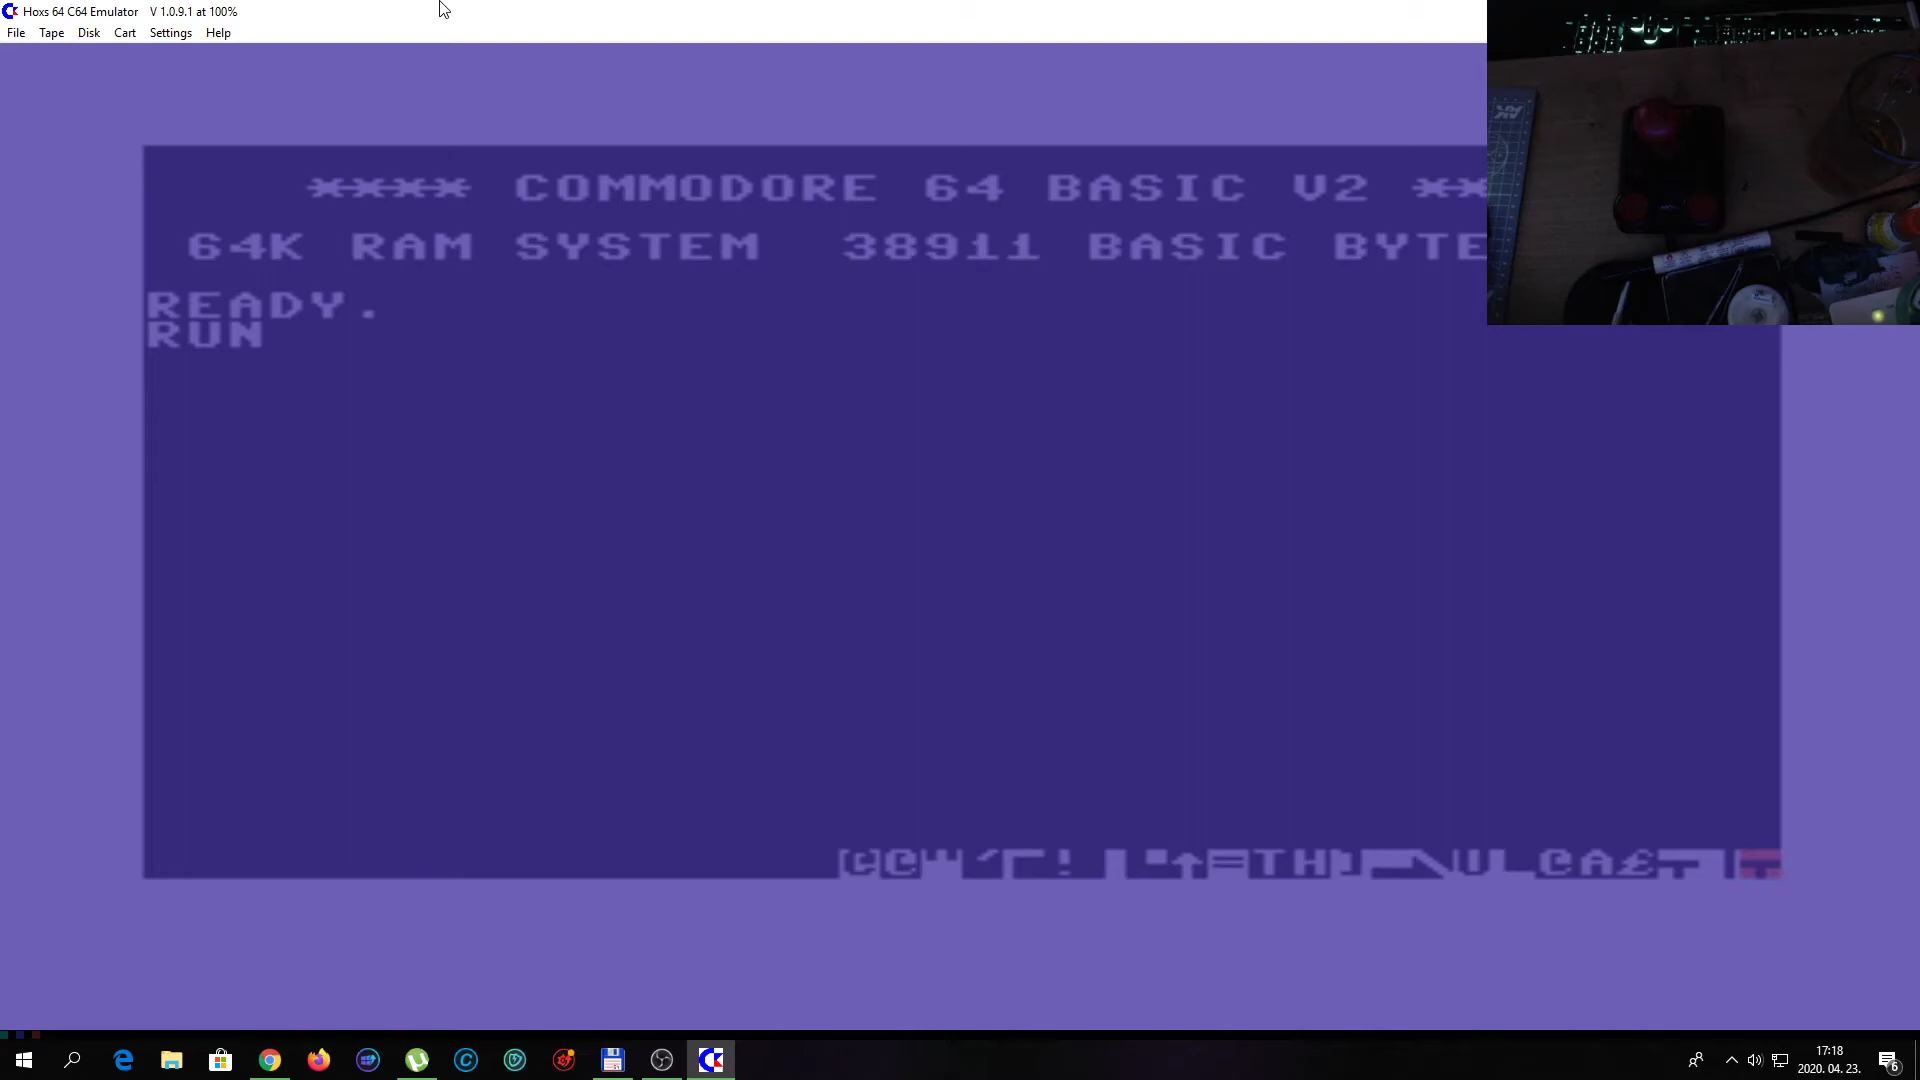 Hoxs 64 C64 Emulator V 1.0.9.1 at 100%
File Tape Disk Cart Settings Help
**** COMMODORE 64 BASIC V2 **
64K RAM SYSTEM 38911 BASIC BYTE
READY.
RUN
17:18
2020. 04. 23.
6